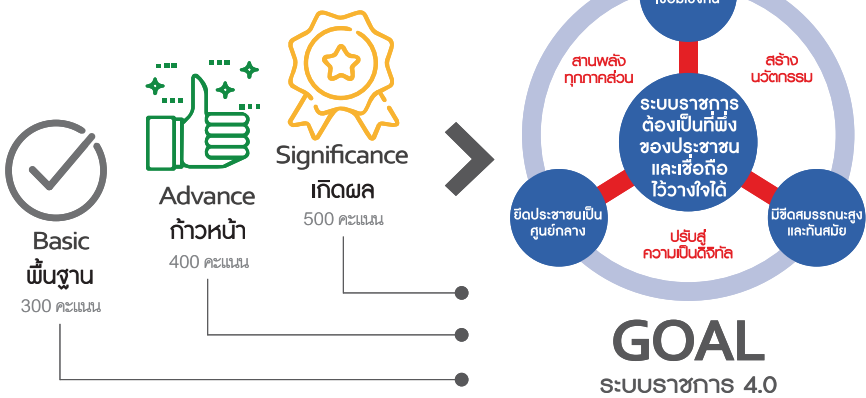 Basic
พื้นฐาน
300 คะแนน
Advance
ก้าวหน้า
400 คะแนน
Significance
เกิดผล
500 คะแนน
สานพลัง
ทุกภาคส่วน
สร้าง
นวัตกรรม
ระบบราชการ
ต้องเป็นที่พึ่ง
ของประชาชน
และเชื่อถือ
ไว้วางใจได้
ยึดประชาชนเป็น
ศูนย์กลาง
มีขีดสมรรถนะสูง
และทันสมัย
ปรับสู่
ความเป็นดิจิทัล
GOAL
ระบบราชการ 4.0